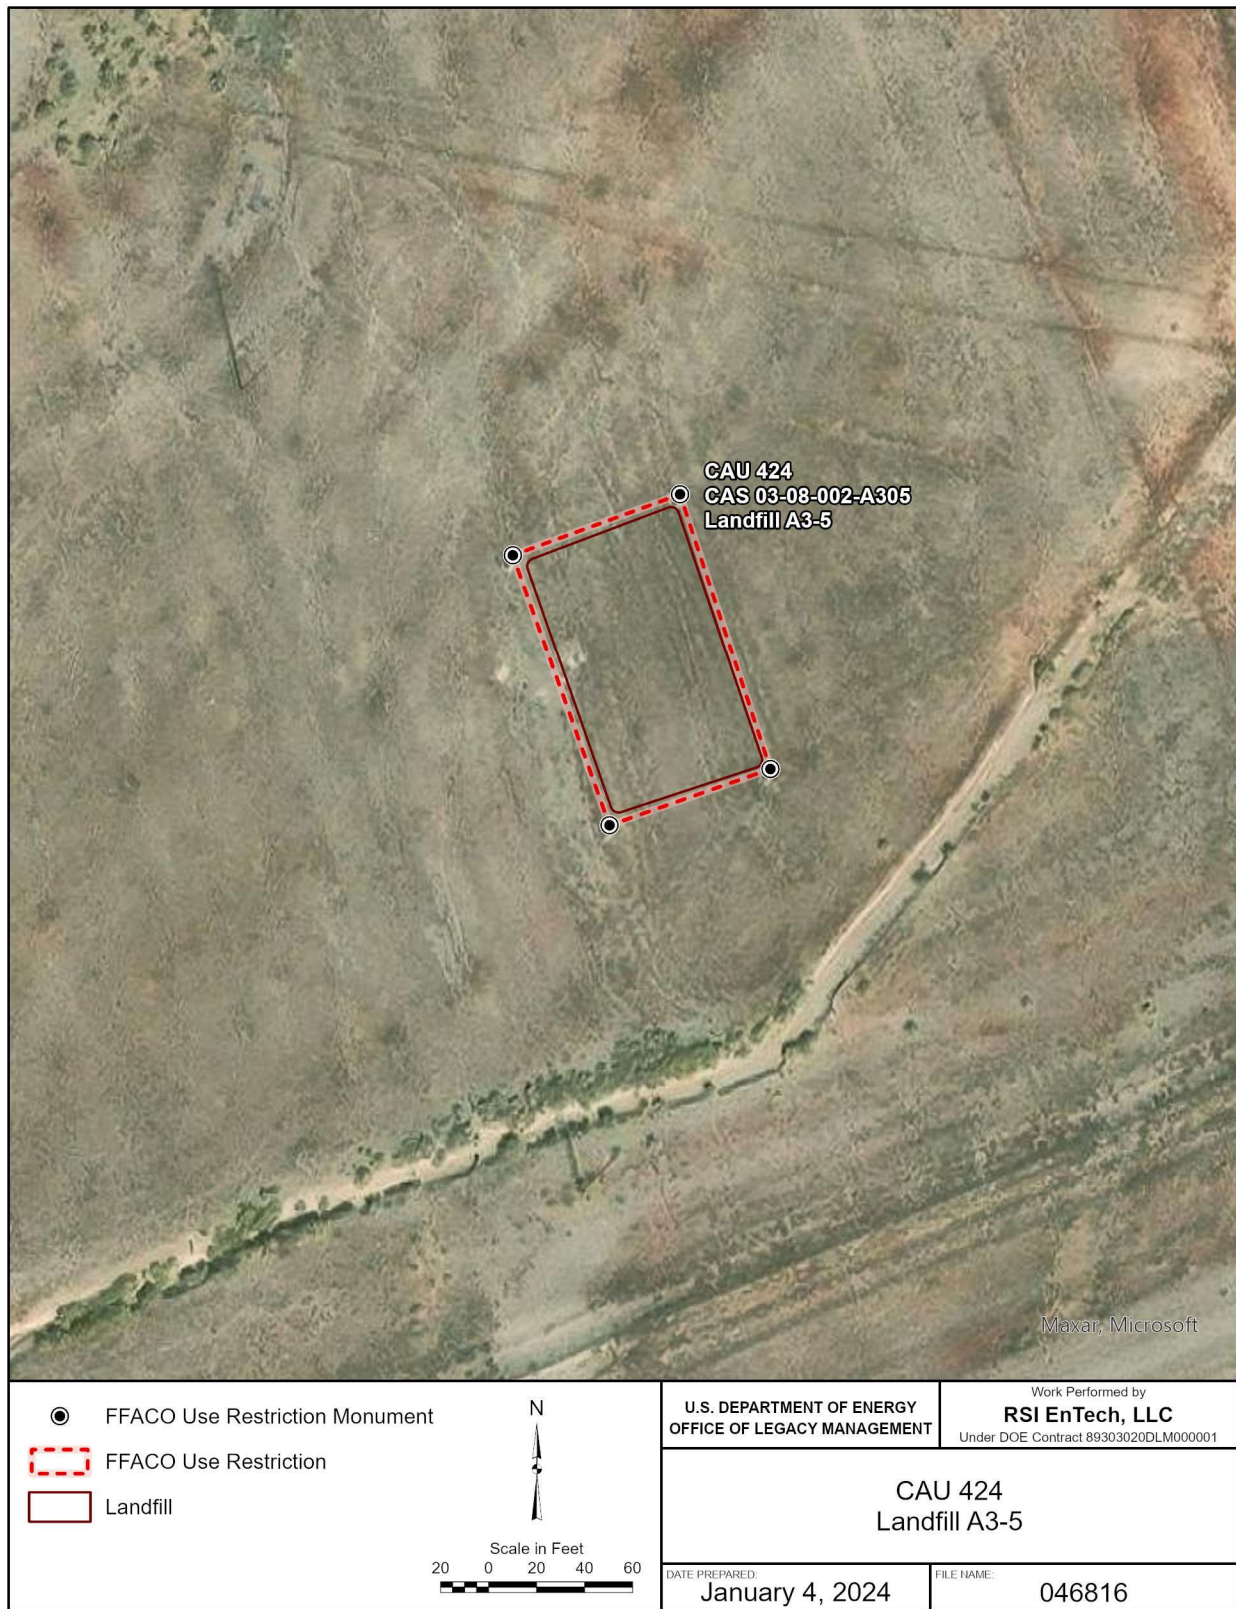 CAU 424
CAS 03-08-002-A305
Landfill A3-5
Maxar, Microsoft
FFACO Use Restriction Monument
FFACO Use Restriction
Landfill
N
Scale in Feet
20 0 20 40 60
U.S. DEPARTMENT OF ENERGY
OFFICE OF LEGACY MANAGEMENT
Work Performed by
RSI EnTech, LLC
Under DOE Contract 89303020DLM000001
CAU 424
Landfill A3-5
DATE PREPARED:
January 4, 2024
FILE NAME:
046816